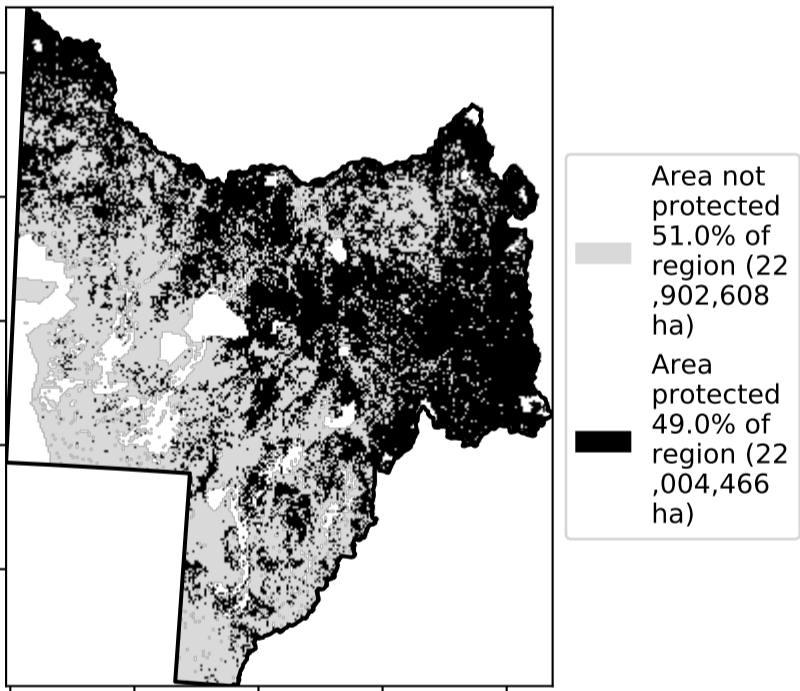 Area not
protected
51.0% of
region (22
,902,608
ha)
Area
protected
49.0% of
region (22
,004,466
ha)